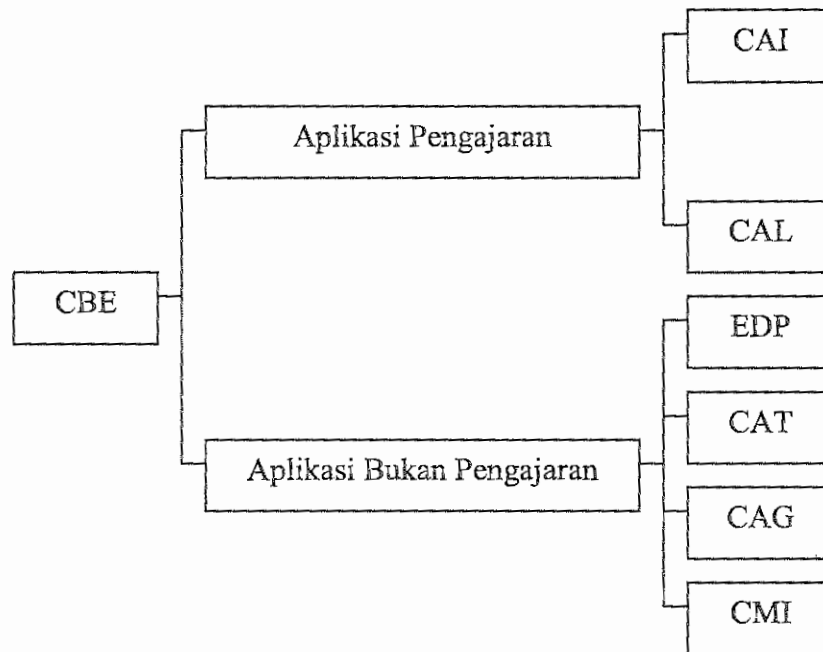 CAI
Aplikasi Pengajaran
CAL
CBE
EDP
CAT
Aplikasi Bukan Pengajaran
CAG
CMI